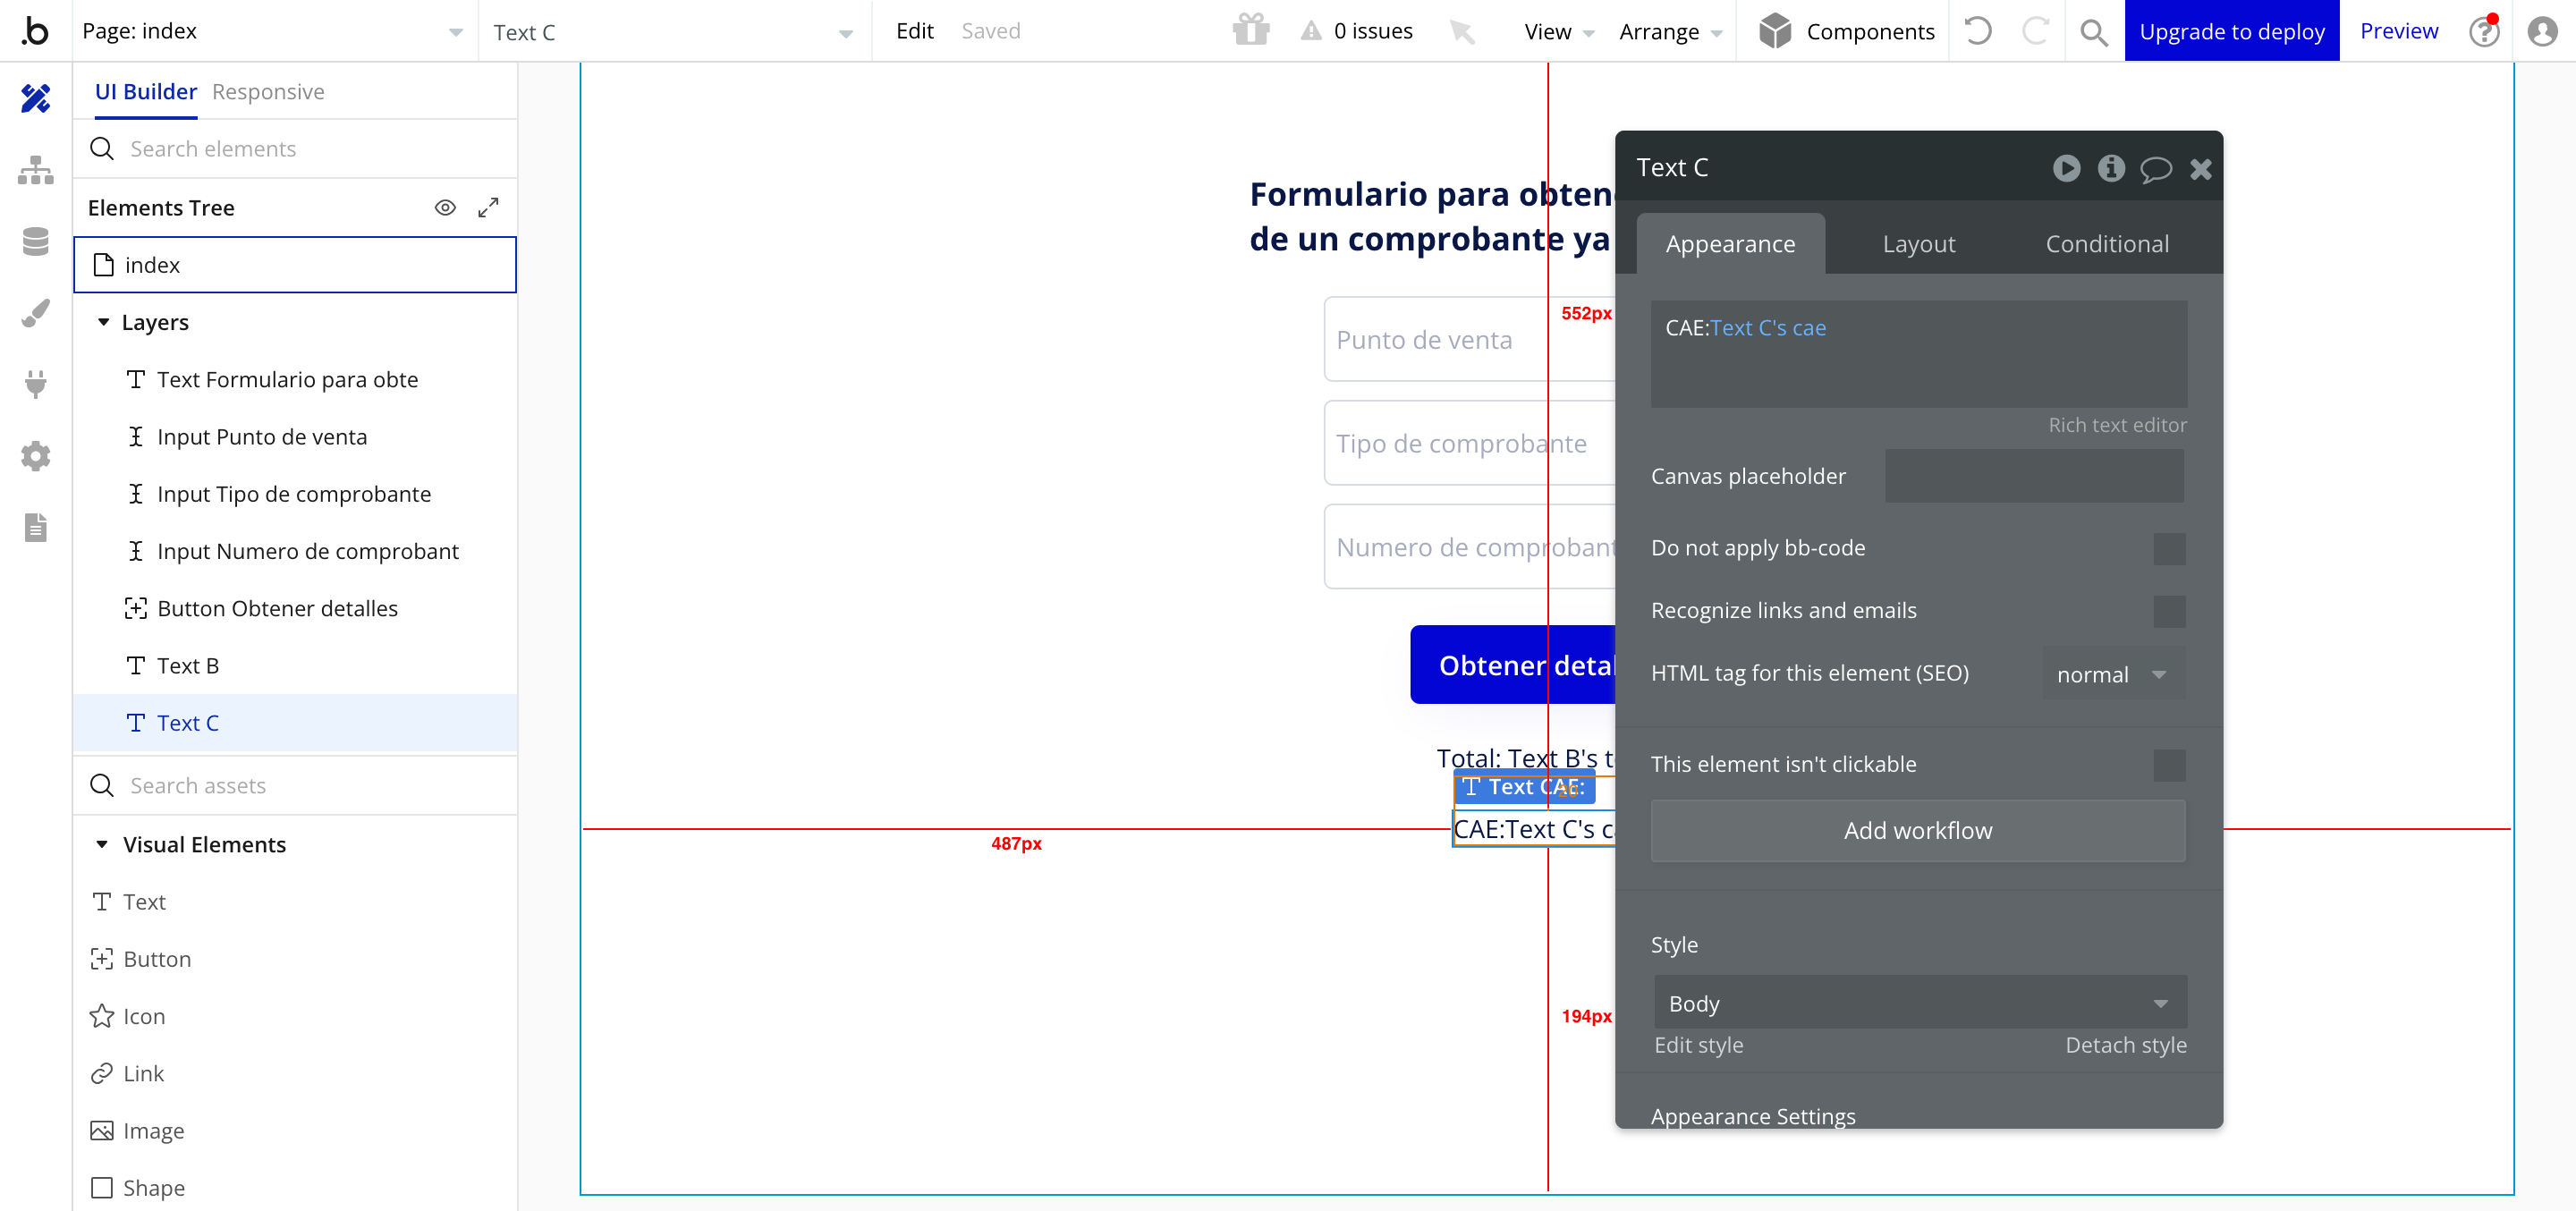 .b
Page: index
Text C
Edit
Saved
0 issues
View
Arrange
Components
Upgrade to deploy
Preview
UI Builder
Responsive
Search elements
Elements Tree
index
Layers
Text Formulario para obte
Input Punto de venta
Input Tipo de comprobante
Input Numero de comprobant
Button Obtener detalles
Text B
Text C
Search assets
Visual Elements
Text
Button
Icon
Link
Image
Shape
Formulario para obten
de un comprobante ya
552px
Punto de venta
Tipo de comprobante
Numero de comprobant
Obtener detal
Total: Text B's t
Text CAE:
20
CAE:Text C's c
487px
194px
Text C
Appearance
Layout
Conditional
CAE:Text C's cae
Rich text editor
Canvas placeholder
Do not apply bb-code
Recognize links and emails
HTML tag for this element (SEO)
normal
This element isn't clickable
Add workflow
Style
Body
Edit style
Detach style
Appearance Settings